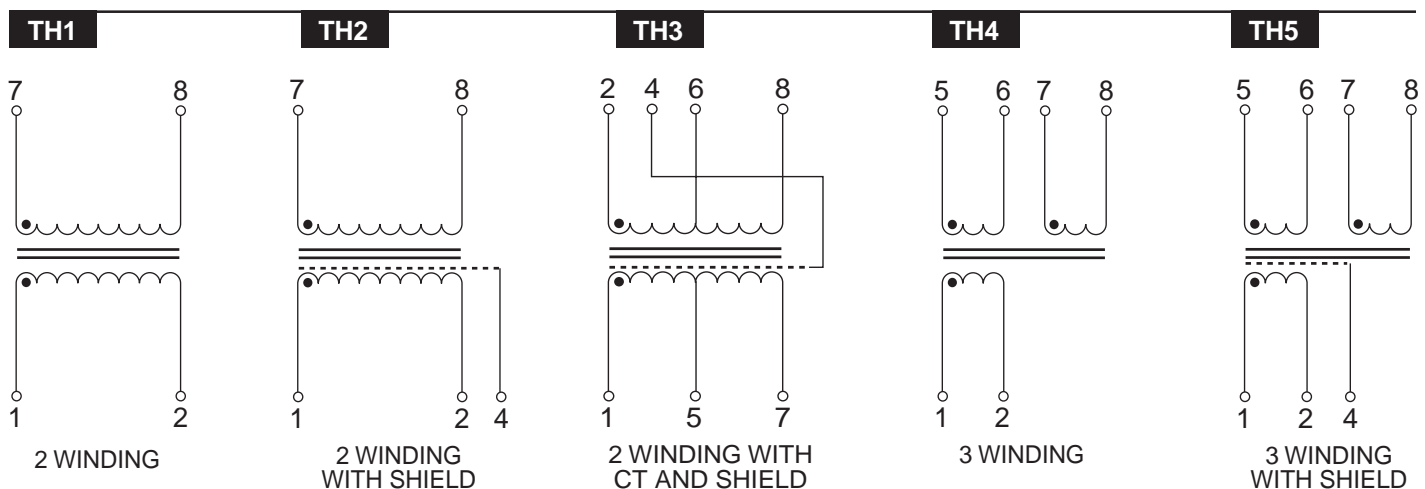 TH1 TH2 TH3 TH4 TH5
7 8 7 8 2 4 6 8 5 6 7 8 5 6 7 8
1 2 1 2 4 1 5 7 1 2 1 2 4
2 WINDING 2 WINDING 2 WINDING WITH 3 WINDING 3 WINDING
WITH SHIELD CT AND SHIELD WITH SHIELD